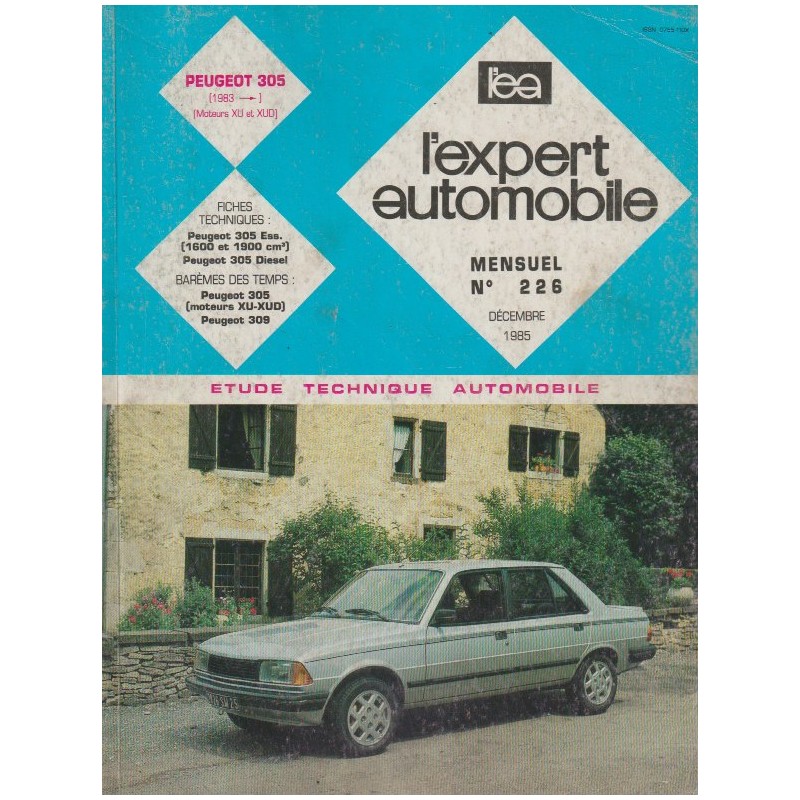 PEUGEOT 305
(1983 → )
(Moteurs XU et XUD)
l'ea
l'expert
automobile
MENSUEL
N° 226
DÉCEMBRE
1985
FICHES
TECHNIQUES :
Peugeot 305 Ess.
(1600 et 1900 cm³)
Peugeot 305 Diesel
BARÈMES DES TEMPS :
Peugeot 305
(moteurs XU-XUD)
Peugeot 309
ETUDE TECHNIQUE AUTOMOBILE